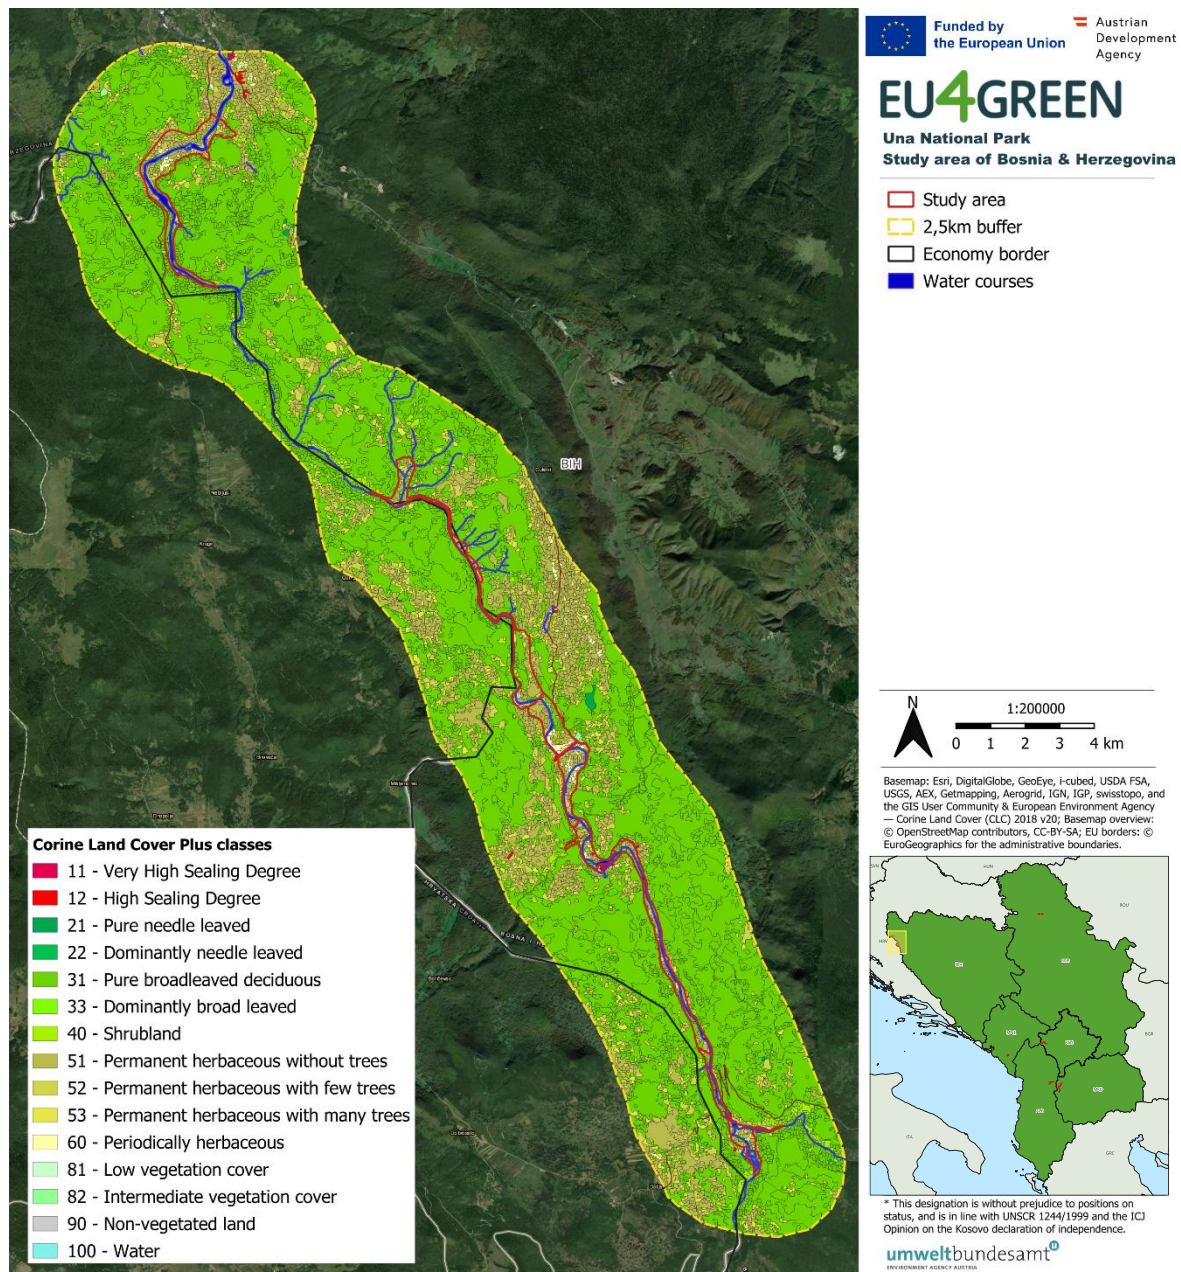 Funded by
the European Union
Austrian
Development
Agency
EU4GREEN
Una National Park
Study area of Bosnia & Herzegovina
Study area
2,5km buffer
Economy border
Water courses
BIH
N
1:200000
0 1 2 3 4 km
Basemap: Esri, DigitalGlobe, GeoEye, i-cubed, USDA FSA,
USGS, AEX, Getmapping, Aerogrid, IGN, IGP, swisstopo, and
the GIS User Community & European Environment Agency
— Corine Land Cover (CLC) 2018 v20; Basemap overview:
© OpenStreetMap contributors, CC-BY-SA; EU borders: ©
EuroGeographics for the administrative boundaries.
Corine Land Cover Plus classes
11 - Very High Sealing Degree
12 - High Sealing Degree
21 - Pure needle leaved
22 - Dominantly needle leaved
31 - Pure broadleaved deciduous
33 - Dominantly broad leaved
40 - Shrubland
51 - Permanent herbaceous without trees
52 - Permanent herbaceous with few trees
53 - Permanent herbaceous with many trees
60 - Periodically herbaceous
81 - Low vegetation cover
82 - Intermediate vegetation cover
90 - Non-vegetated land
100 - Water
HUN
ROU
BGR
GRC
ITA
* This designation is without prejudice to positions on
status, and is in line with UNSCR 1244/1999 and the ICJ
Opinion on the Kosovo declaration of independence.
umweltbundesamt
ENVIRONMENT AGENCY AUSTRIA